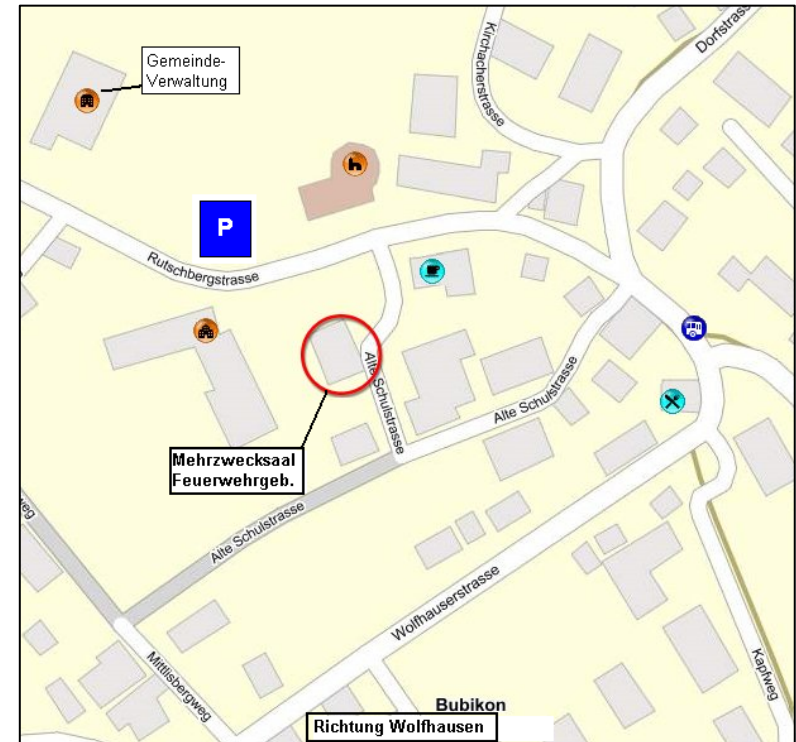 Gemeinde-
Verwaltung
Kirchacherstrasse
Dorfstrasse
P
Rutschbergstrasse
Alte Schulstrasse
Alte Schulstrasse
Mehrzwecksaal
Feuerwehrgeb.
Alte Schulstrasse
Wolfhauserstrasse
Mittlisbergweg
Kapfweg
Bubikon
Richtung Wolfhausen